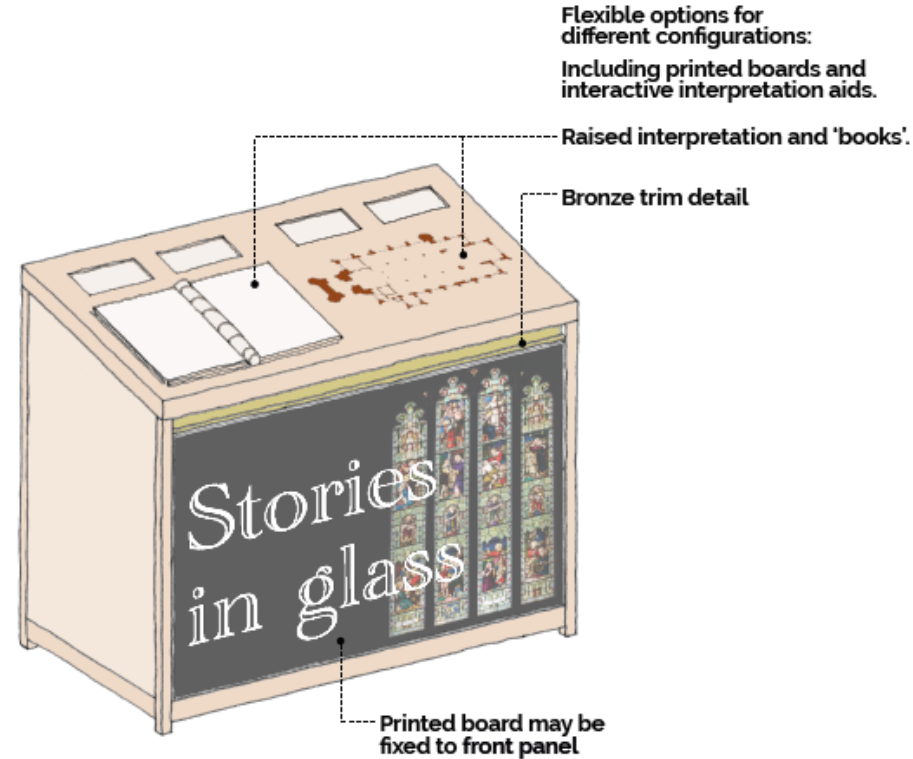 Flexible options for
different configurations:
Including printed boards and
interactive interpretation aids.
Raised interpretation and ‘books’.
Bronze trim detail
Stories
in glass
Printed board may be
fixed to front panel